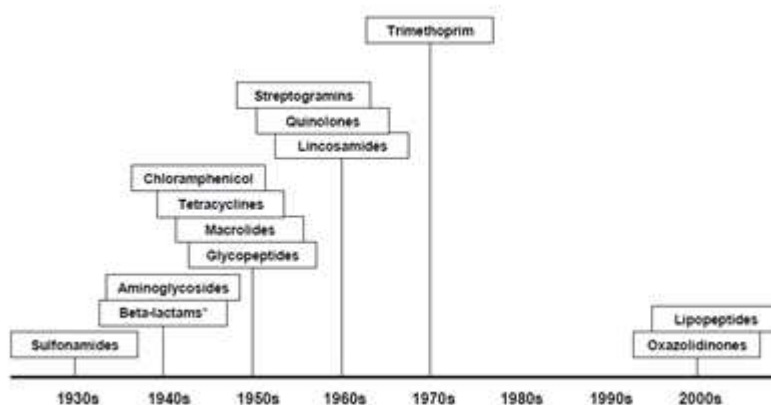 Trimethoprim
Streptogramins
Quinolones
Lincosamides
Chloramphenicol
Tetracyclines
Macrolides
Glycopeptides
Aminoglycosides
Beta-lactams*
Lipopeptides
Sulfonamides Oxazolidinones
1930s 1940s 1950s 1960s 1970s 1980s 1990s 2000s